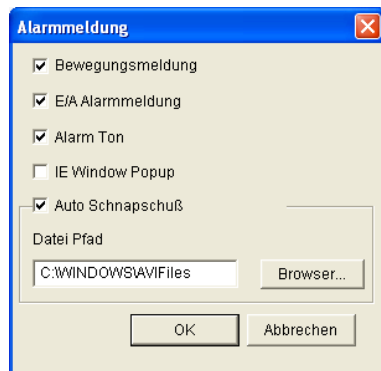 Alarmmeldung
Bewegungsmeldung
E/A Alarmmeldung
Alarm Ton
IE Window Popup
Auto Schnapschuß
Datei Pfad
C:\WINDOWS\AVIFiles
Browser...
OK
Abbrechen